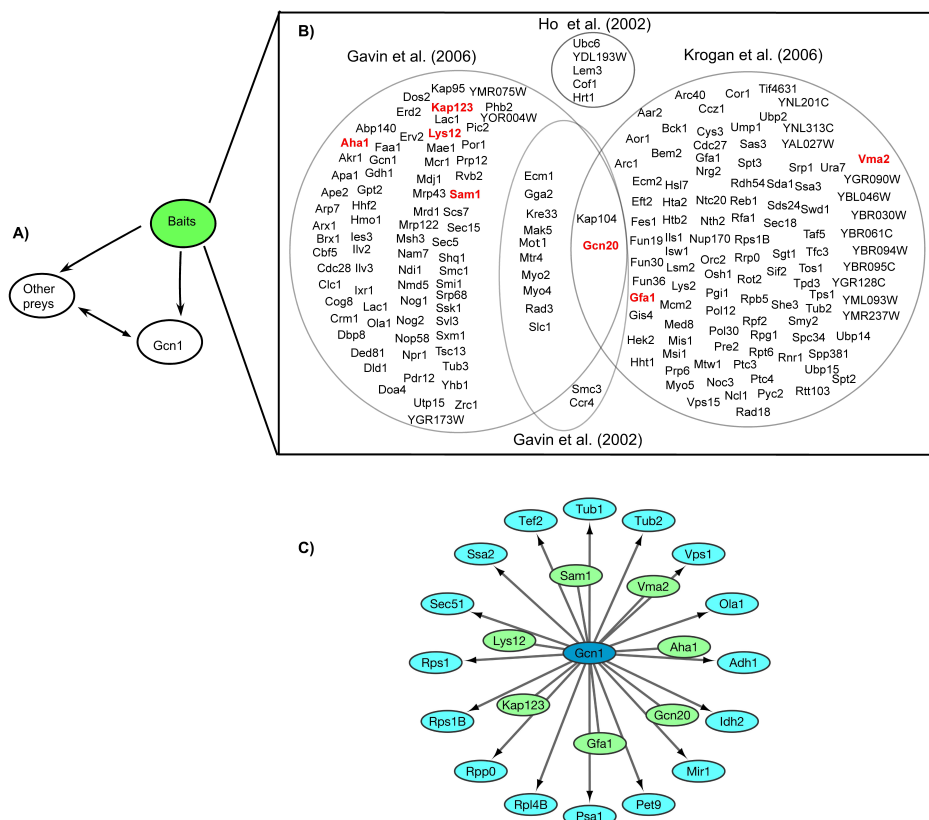 Ho et al. (2002)
B)
Gavin et al. (2006)
Krogan et al. (2006)
Ubc6
YDL193W
Lem3
Cof1
Hrt1
Kap95 YMR075W
Dos2
Kap123 Phb2
Erd2
Lac1 YOR004W
Abp140
Pic2
Aha1
Erv2
Lys12
Faa1
Mae1 Por1
Akr1 Gcn1
Mcr1 Prp12
Apa1 Gdh1
Mdj1 Rvb2
Ape2 Gpt2
Mrp43 Sam1
Arp7 Hhf2
Mrd1 Scs7
Arx1 Hmo1
Mrp122 Sec15
Brx1 Ies3
Msh3 Sec5
Cbf5 Ilv2
Nam7 Shq1
Cdc28 Ilv3
Ndi1 Smc1
Clc1 Ixr1
Nmd5 Smi1
Cog8 Lac1
Nog1 Srp68
Crm1 Ola1
Nog2 Ssk1
Dbp8
Nop58 Svl3
Ded81
Npr1 Sxm1
Dld1
Tsc13
Doa4
Pdr12 Tub3
Utp15 Yhb1
Zrc1
YGR173W
Ecm1
Gga2
Kre33
Mak5
Mot1
Mtr4
Myo2
Myo4
Rad3
Slc1
Kap104
Gcn20
Smc3
Ccr4
Gavin et al. (2002)
Arc40 Cor1 Tif4631
Aar2 Ccz1 YNL201C
Ubp2
Aor1 Bck1 Cys3 Ump1 YNL313C
Arc1 Bem2 Cdc27 Sas3 YAL027W
Gfa1 Spt3
Vma2
Ecm2 Hsl7 Nrg2 Srp1 Ura7
YGR090W
Eft2 Hta2 Ntc20 Rdh54 Sda1 Ssa3
YBL046W
Fes1 Htb2 Nth2 Reb1 Sds24 Swd1
YBR030W
Fun19 Ils1 Nup170 Rfa1 Sec18 Taf5
YBR061C
Fun30 Isw1 Orc2 Rps1B Sgt1 Tfc3
YBR094W
Fun36 Lsm2 Osh1 Rrp0 Sif2 Tos1
YBR095C
Gfa1 Lys2 Pgi1 Rot2 Tpd3
YGR128C
Gis4 Mcm2 Pol12 Rpb5 She3 Tps1
YML093W
Hek2 Med8 Pol30 Rpf2 Smy2 Tub2
YMR237W
Hht1 Mis1 Pre2 Rpg1 Spc34 Ubp14
Msi1 Mtw1 Ptc3 Rpt6 Rnr1 Spp381
Prp6 Noc3 Ptc4 Ubp15
Myo5 Ncl1 Pyc2 Rtt103 Spt2
Vps15 Rad18
A)
Baits
Other
preys
Gcn1
C)
Tub1
Tef2
Tub2
Ssa2
Vps1
Sam1
Vma2
Sec51
Ola1
Lys12
Aha1
Gcn1
Rps1
Adh1
Kap123
Gcn20
Rps1B
Idh2
Gfa1
Rpp0
Mir1
Rpl4B
Pet9
Psa1